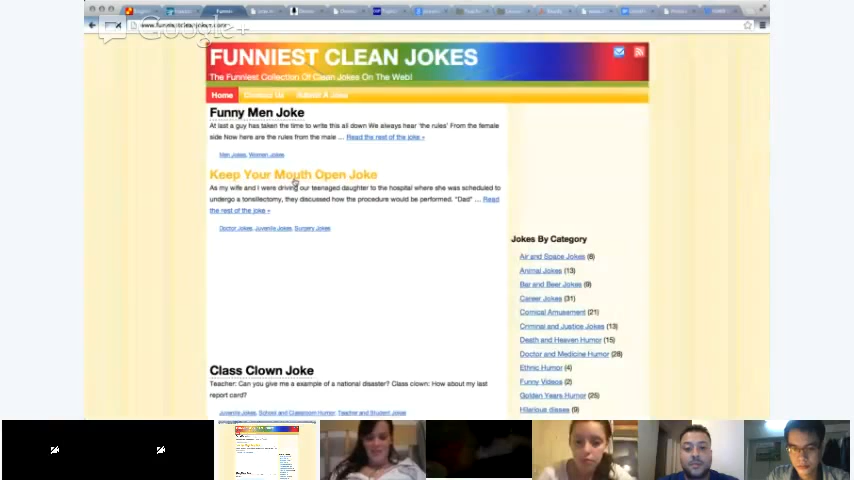 www.funniestcleanjokes.com
Google+
FUNNIEST CLEAN JOKES
The Funniest Collection Of Clean Jokes On The Web!
Home Contact Us Submit A Joke
Funny Men Joke
At last a guy has taken the time to write this all down We always hear 'the rules' From the female
side Now here are the rules from the male ... Read the rest of the joke »
Men Jokes, Women Jokes
Keep Your Mouth Open Joke
As my wife and I were driving our teenaged daughter to the hospital where she was scheduled to
undergo a tonsillectomy, they discussed how the procedure would be performed. "Dad" ... Read
the rest of the joke »
Doctor Jokes, Juvenile Jokes, Surgery Jokes
Class Clown Joke
Teacher: Can you give me a example of a national disaster? Class clown: How about my last
report card?
Juvenile Jokes, School and Classroom Humor, Teacher and Student Jokes
Jokes By Category
Air and Space Jokes (8)
Animal Jokes (13)
Bar and Beer Jokes (9)
Career Jokes (31)
Comical Amusement (21)
Criminal and Justice Jokes (13)
Death and Heaven Humor (15)
Doctor and Medicine Humor (28)
Ethnic Humor (4)
Funny Videos (2)
Golden Years Humor (25)
Hilarious disses (9)